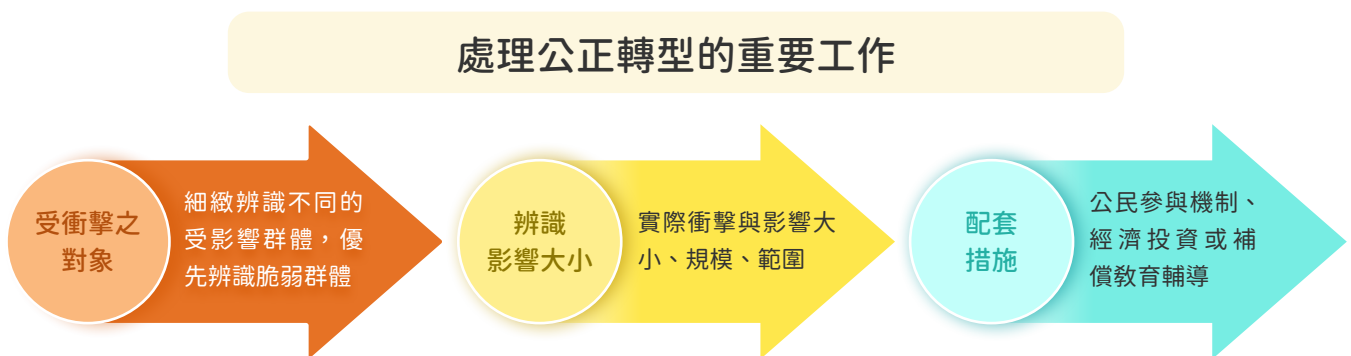 處理公正轉型的重要工作
受衝擊之
對象
細緻辨識不同的
受影響群體，優
先辨識脆弱群體
辨識
影響大小
實際衝擊與影響大
小、規模、範圍
配套
措施
公民參與機制、
經濟投資或補
償教育輔導